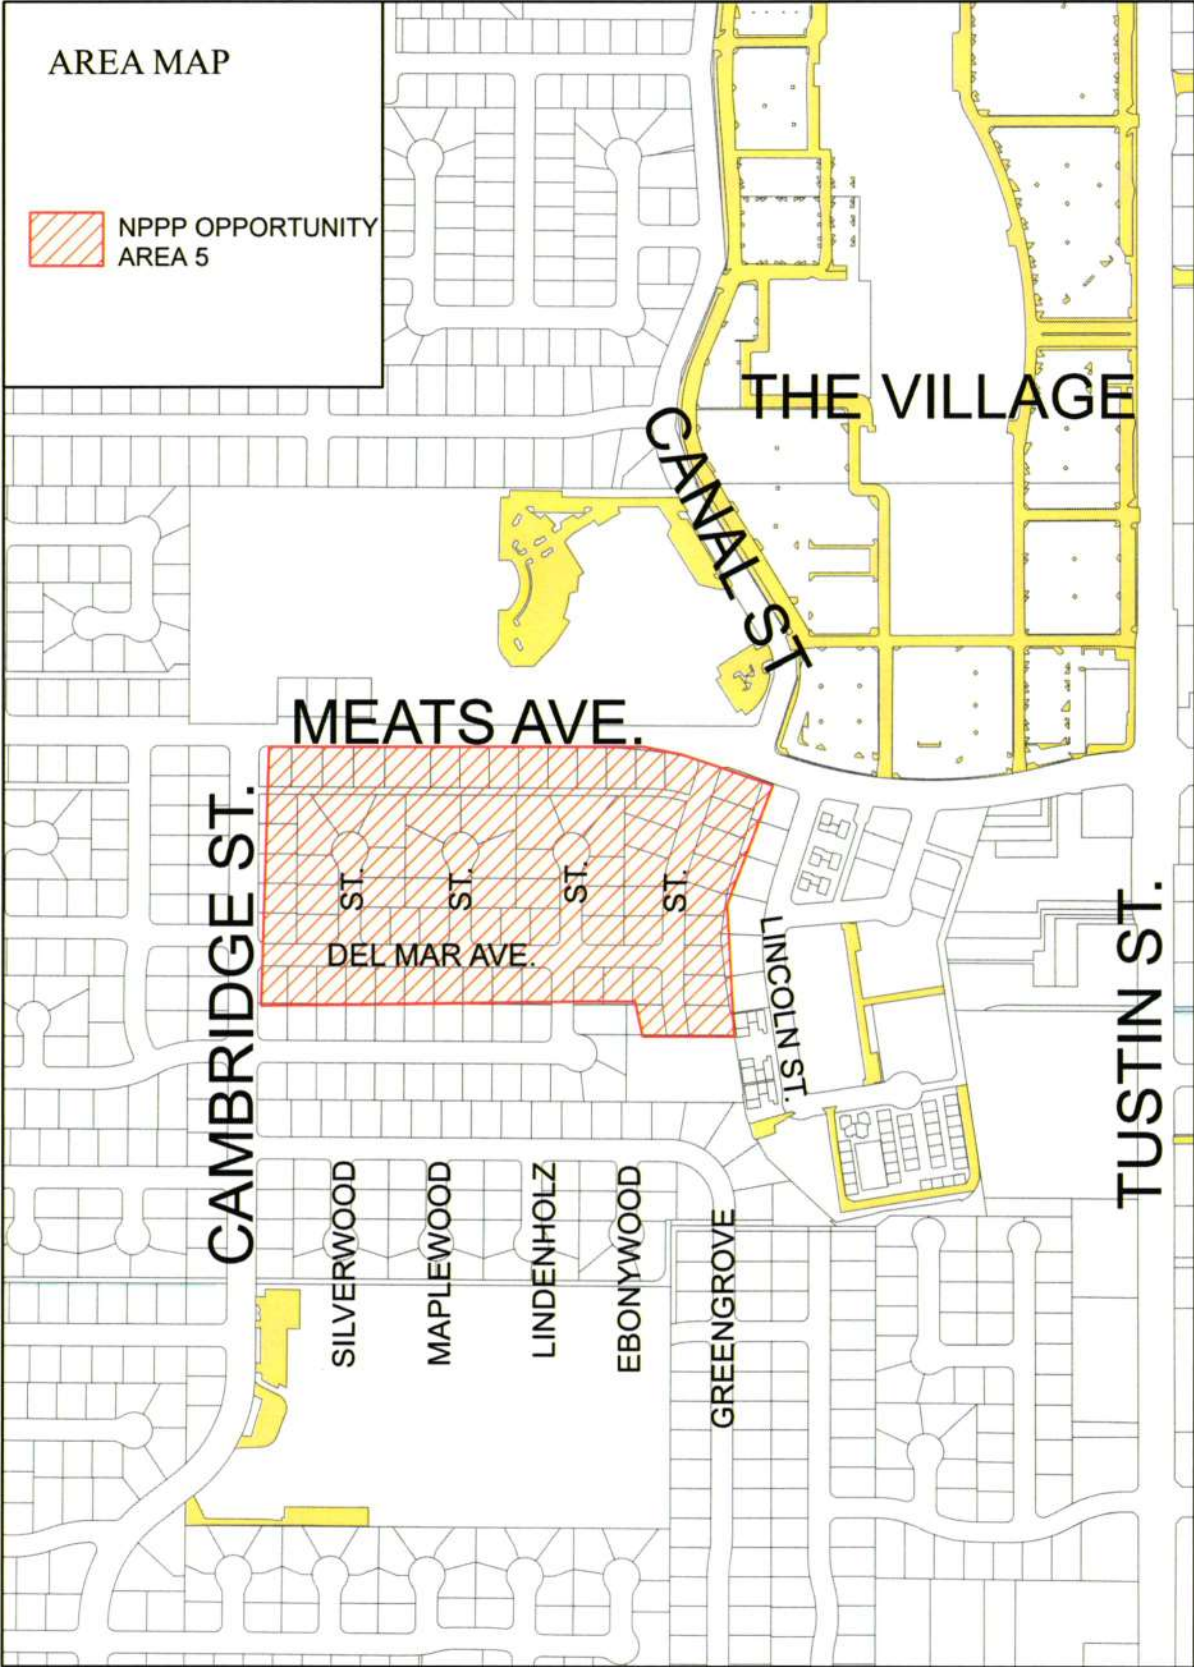 AREA MAP
NPPP OPPORTUNITY
AREA 5
THE VILLAGE
CANAL ST
MEATS AVE.
CAMBRIDGE ST.
ST.
ST.
ST.
ST.
DEL MAR AVE.
LINCOLN ST.
TUSTIN ST.
SILVERWOOD
MAPLEWOOD
LINDENHOLZ
EBONYWOOD
GREENGROVE